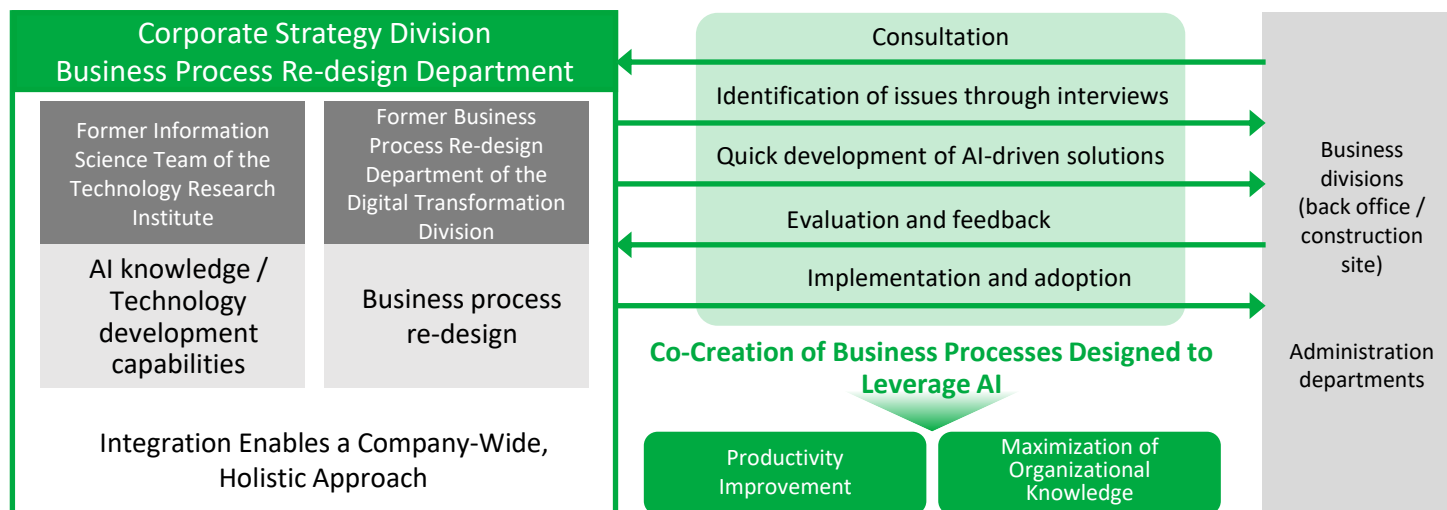 Corporate Strategy Division
Business Process Re-design Department
Former Information
Science Team of the
Technology Research
Institute
Former Business
Process Re-design
Department of the
Digital Transformation
Division
AI knowledge /
Technology
development
capabilities
Business process
re-design
Integration Enables a Company-Wide,
Holistic Approach
Consultation
Identification of issues through interviews
Quick development of AI-driven solutions
Evaluation and feedback
Implementation and adoption
Co-Creation of Business Processes Designed to
Leverage AI
Productivity
Improvement
Maximization of
Organizational
Knowledge
Business
divisions
(back office /
construction
site)
Administration
departments